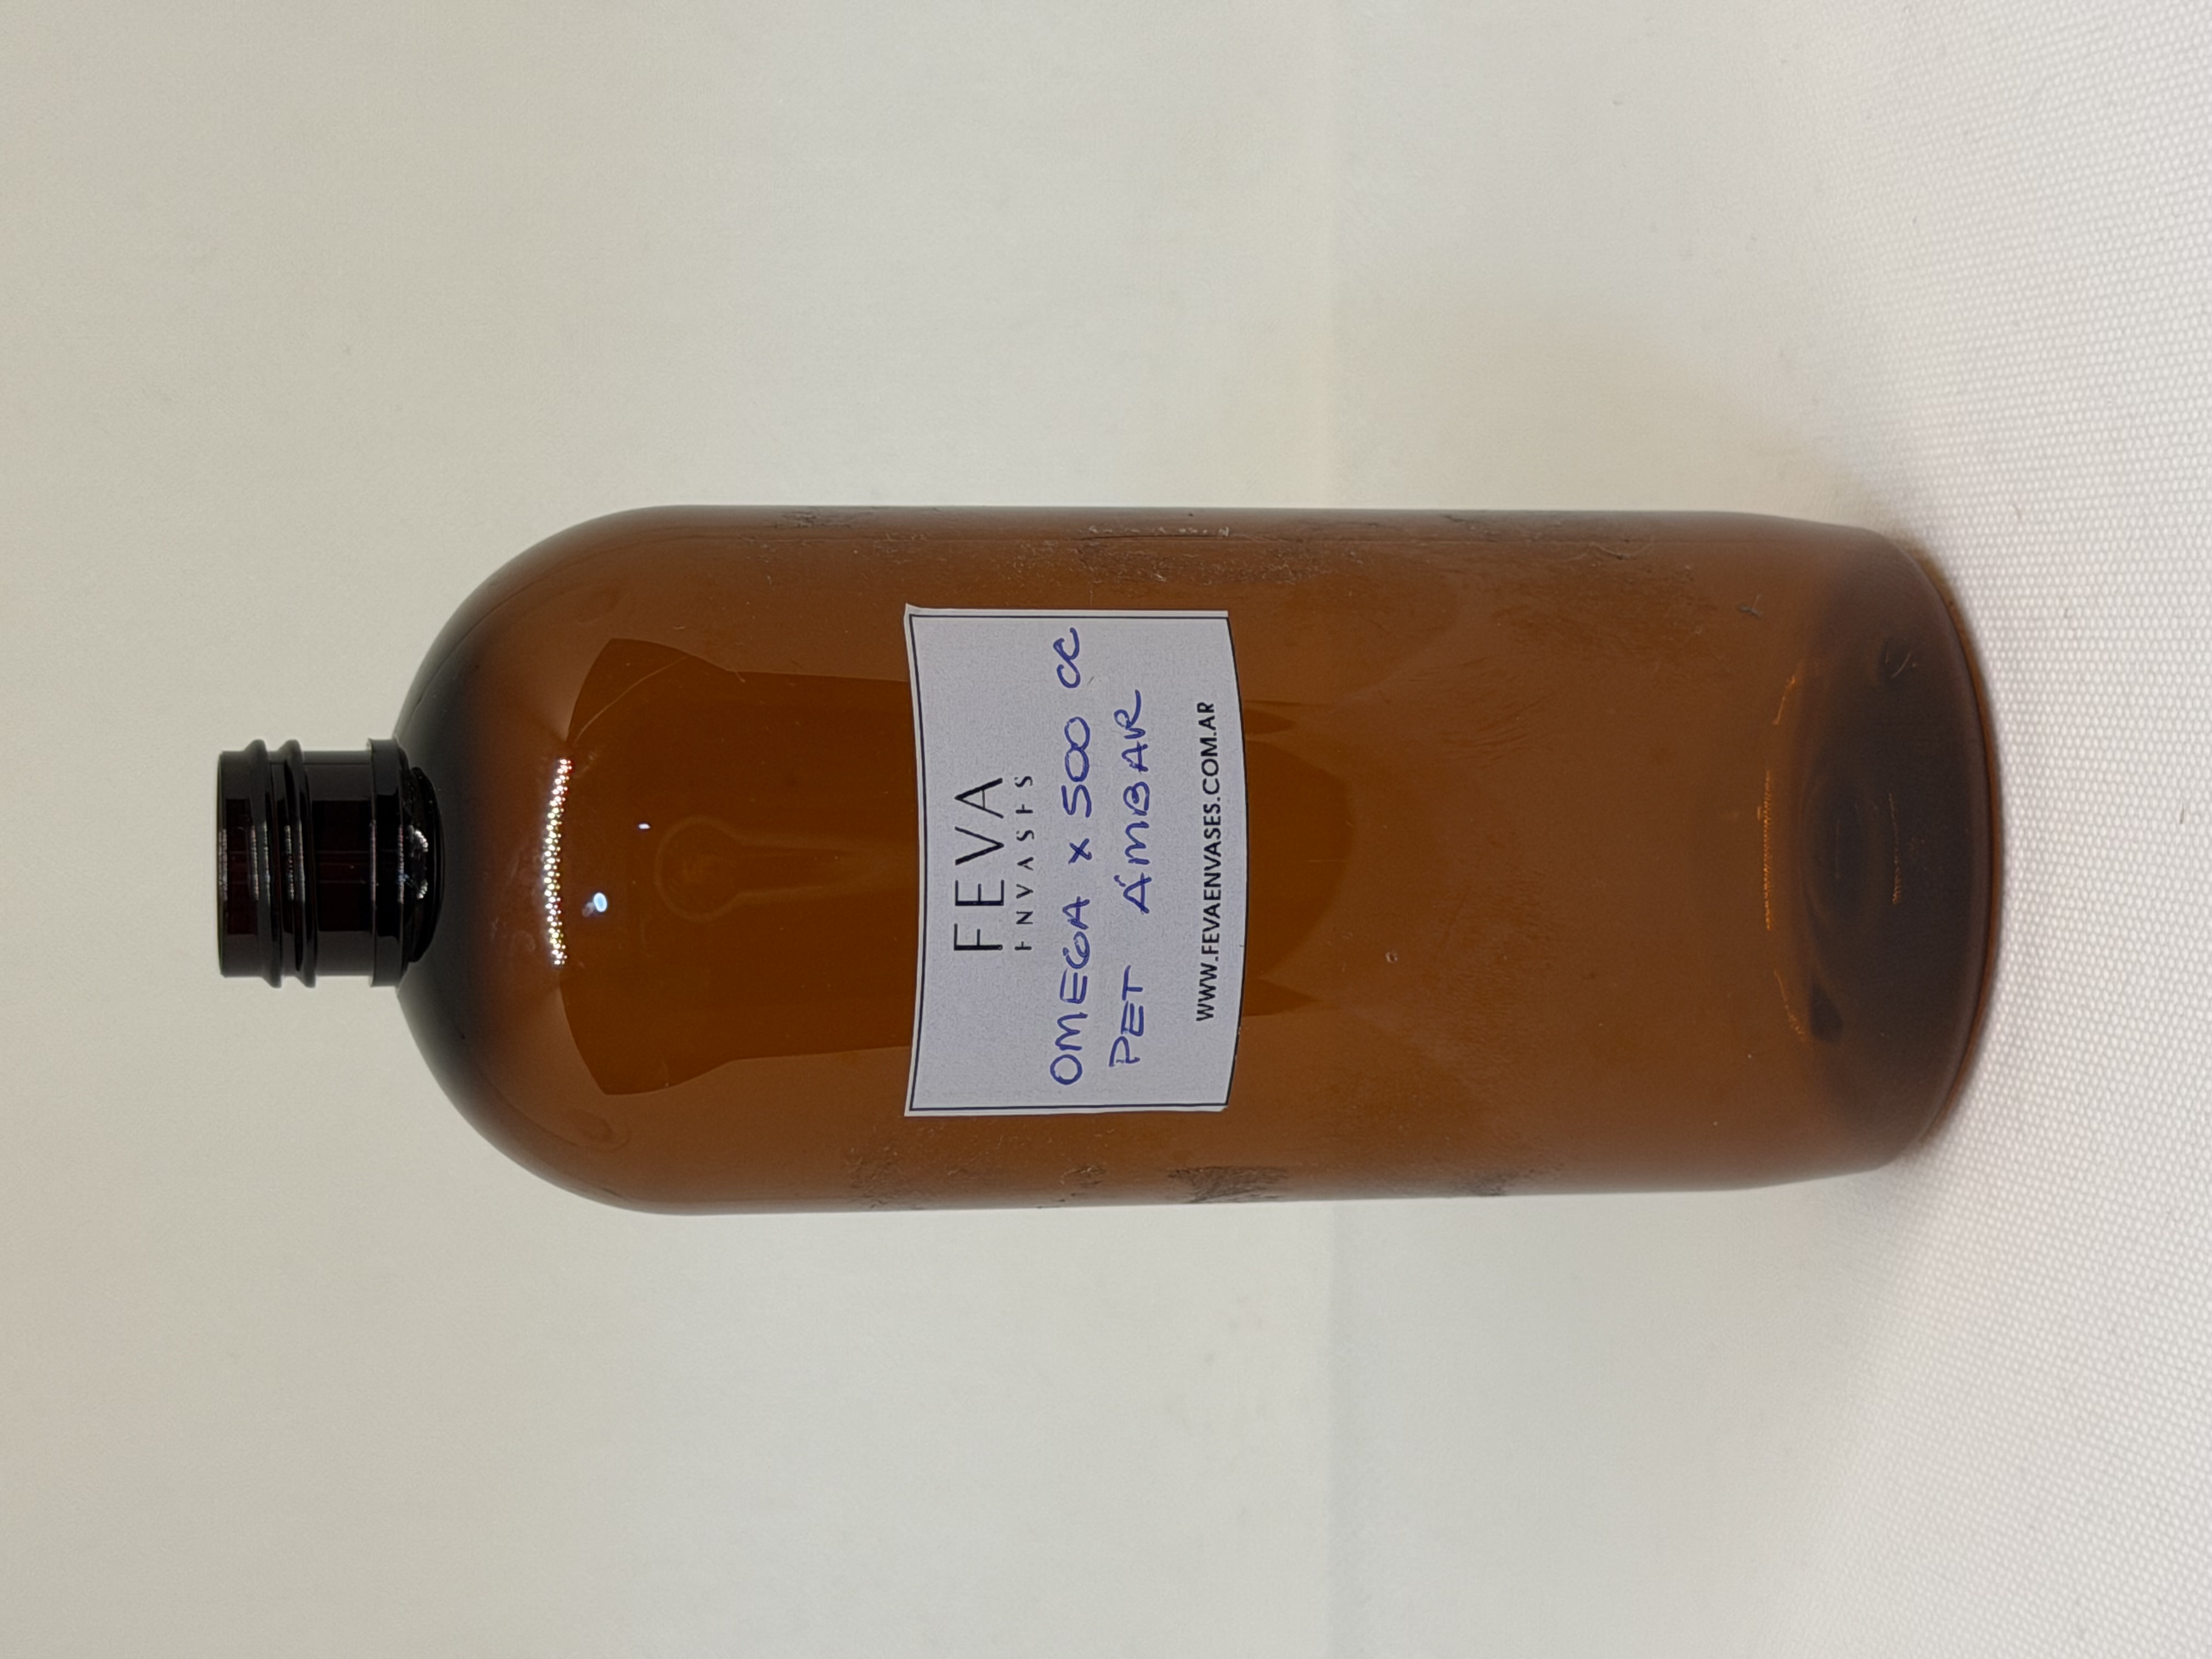 FEVA
ENVASES
OMEGA x 500 CC
PET ÁMBAR
WWW.FEVAENVASES.COM.AR